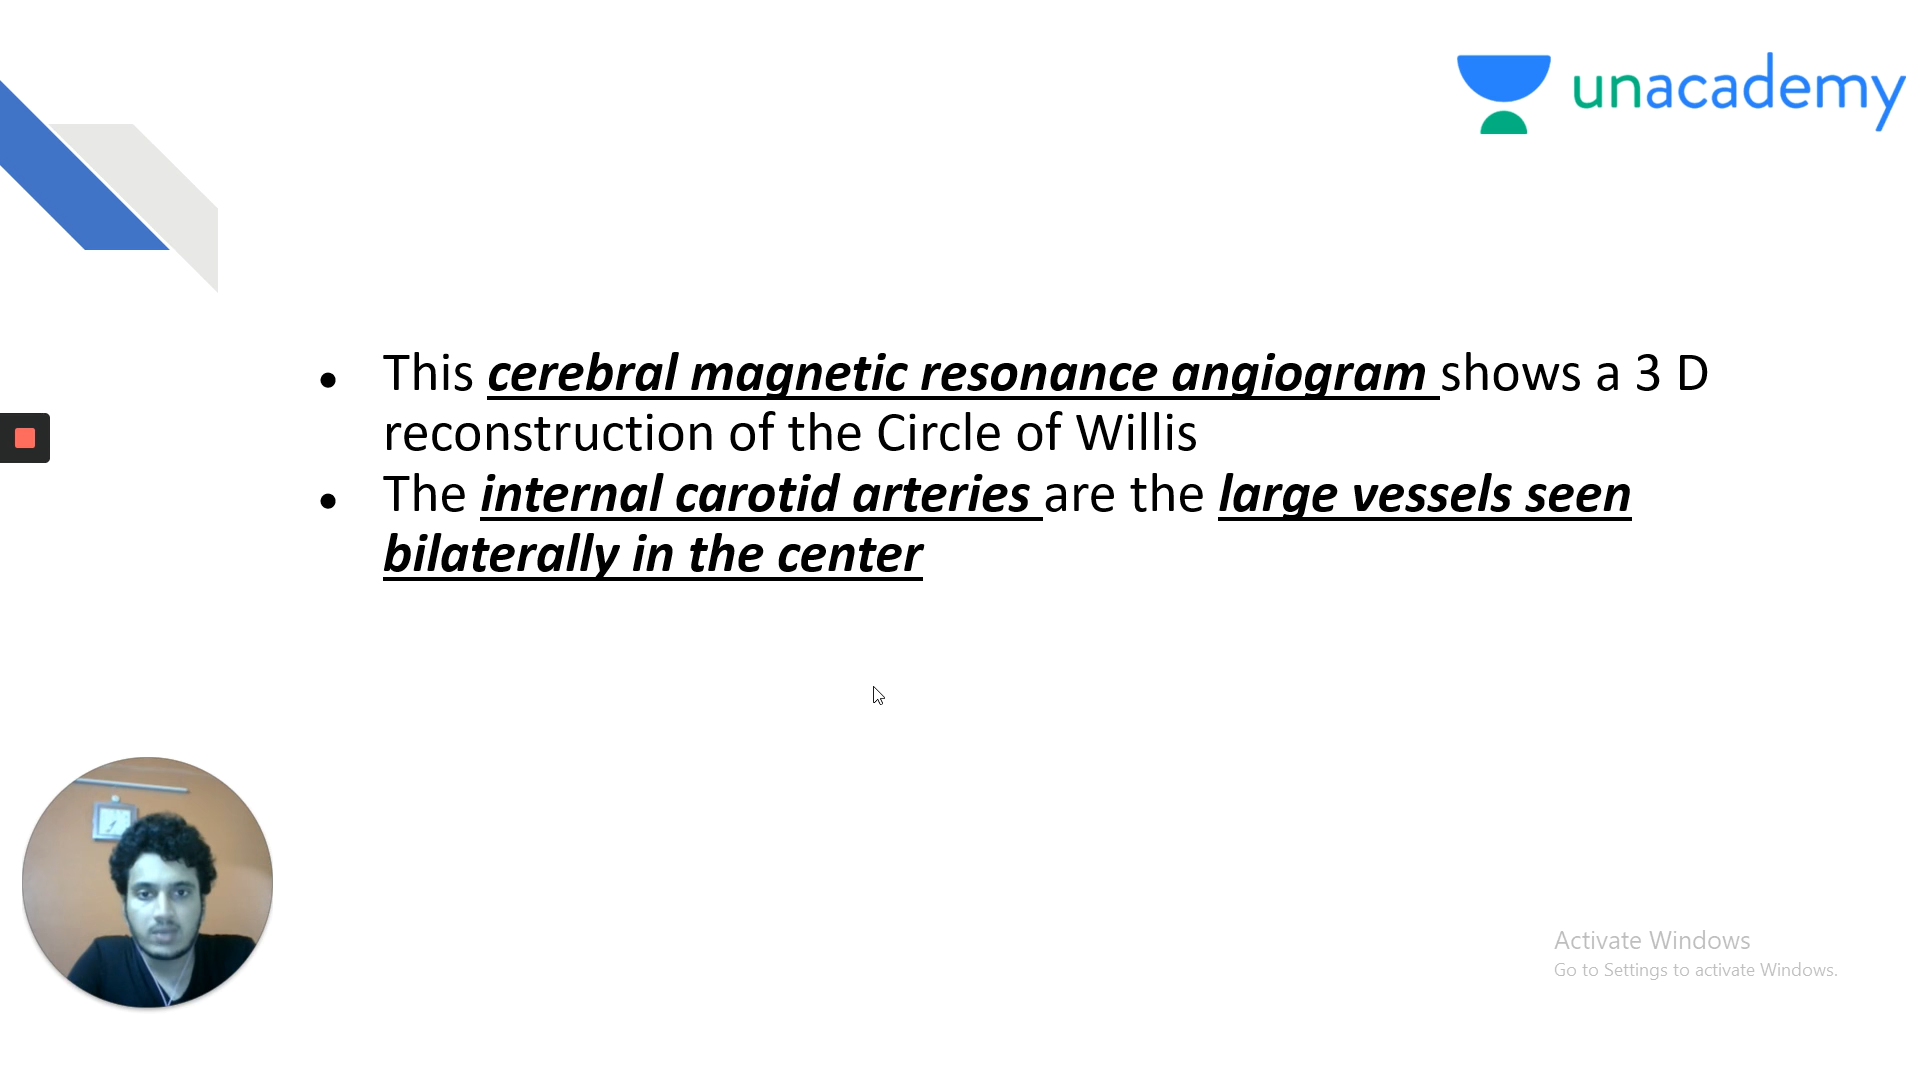 unacademy
• This cerebral magnetic resonance angiogram shows a 3 D
reconstruction of the Circle of Willis
• The internal carotid arteries are the large vessels seen
bilaterally in the center
Activate Windows
Go to Settings to activate Windows.